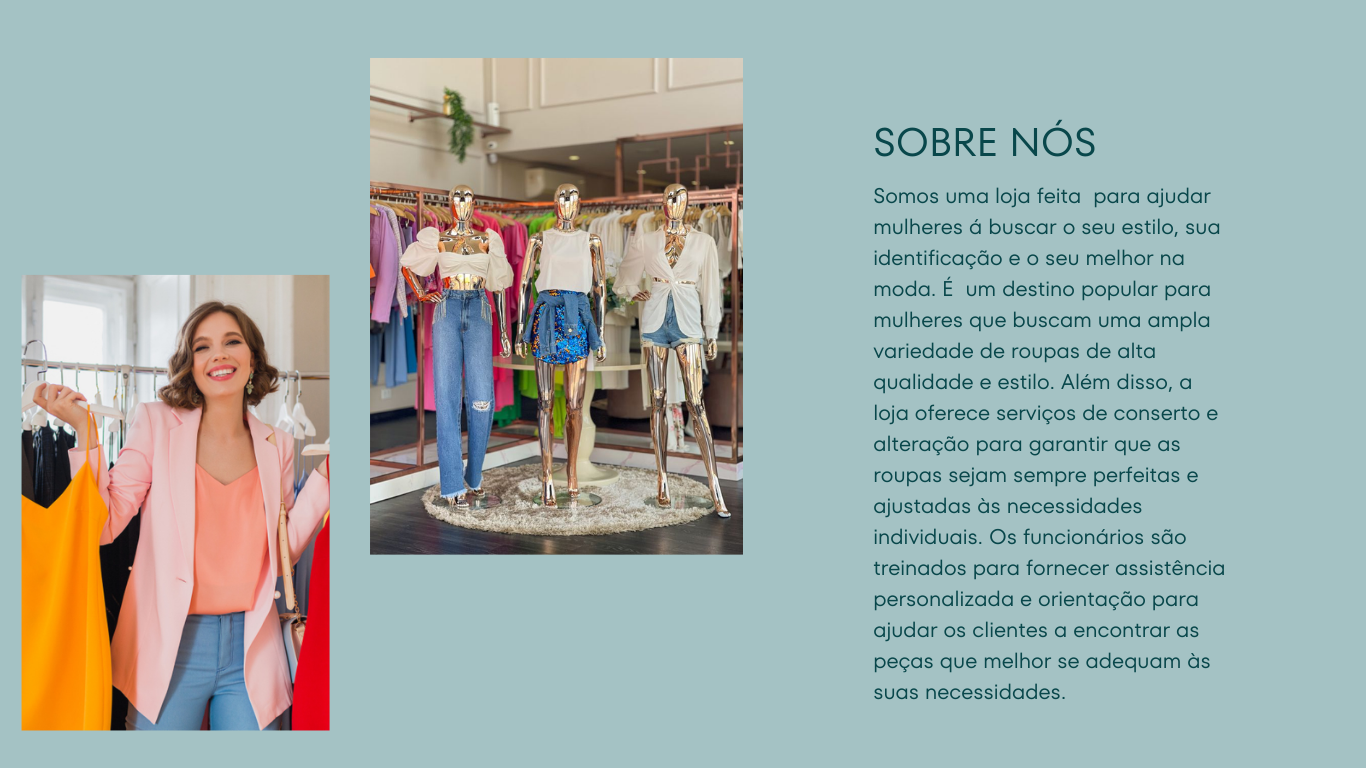 SOBRE NÓS
Somos uma loja feita  para ajudar
mulheres á buscar o seu estilo, sua
identificação e o seu melhor na
moda. É  um destino popular para
mulheres que buscam uma ampla
variedade de roupas de alta
qualidade e estilo. Além disso, a
loja oferece serviços de conserto e
alteração para garantir que as
roupas sejam sempre perfeitas e
ajustadas às necessidades
individuais. Os funcionários são
treinados para fornecer assistência
personalizada e orientação para
ajudar os clientes a encontrar as
peças que melhor se adequam às
suas necessidades.